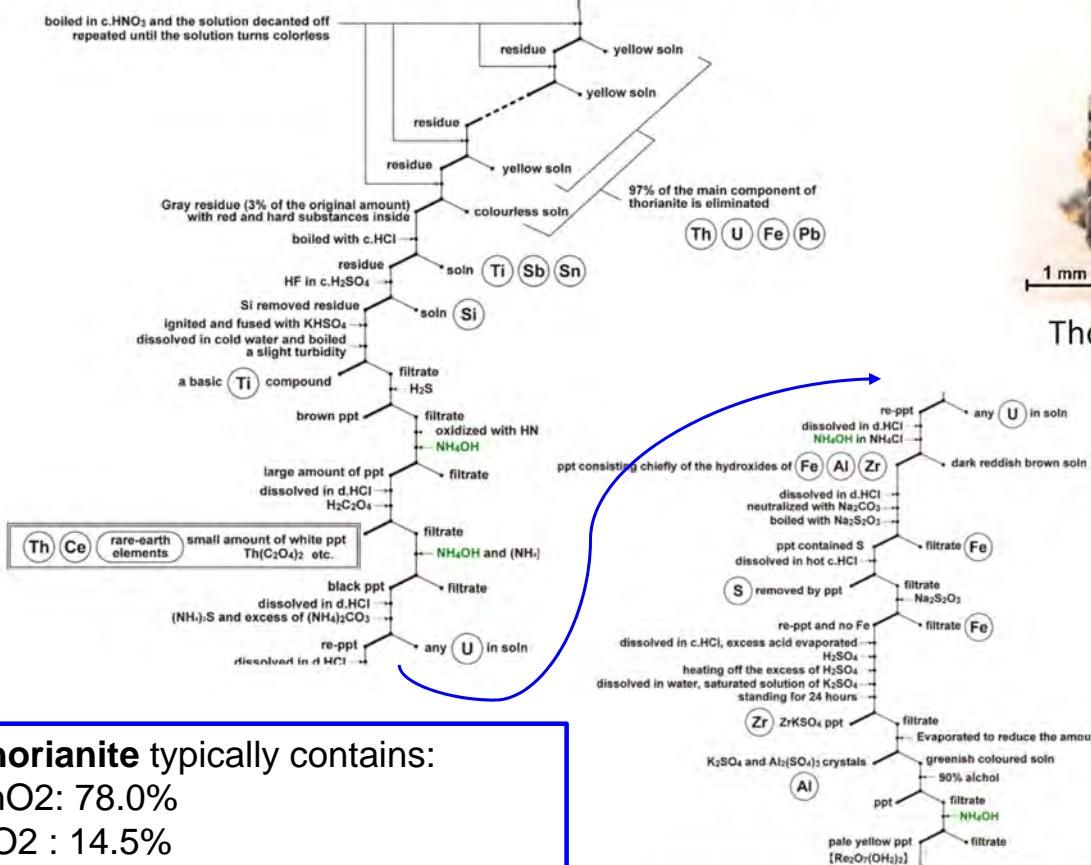 boiled in c.HNO₃ and the solution decanted off
repeated until the solution turns colorless
residue
yellow soln
yellow soln
residue
residue
yellow soln
97% of the main component of
thorianite is eliminated
Th U Fe Pb
Gray residue (3% of the original amount)
with red and hard substances inside
colourless soln
boiled with c.HCl
residue
soln Ti Sb Sn
HF in c.H₂SO₄
Si removed residue
soln Si
ignited and fused with KHSO₄
dissolved in cold water and boiled
a slight turbidity
a basic Ti compound
filtrate
H₂S
brown ppt
filtrate
oxidized with HN
NH₄OH
large amount of ppt
filtrate
dissolved in d.HCl
H₂C₂O₄
Th Ce rare-earth elements small amount of white ppt
Th(C₂O₄)₂ etc.
filtrate
NH₄OH and
black ppt
filtrate
dissolved in d.HCl
(NH₄)₂S and excess of (NH4)₂CO₃
re-ppt
any U in soln
dissolved in d HCl
1 mm
Tho
re-ppt
any U in soln
dissolved in d.HCl
NH₄OH in NH₄Cl
ppt consisting chiefly of the hydroxides of Fe Al Zr
dark reddish brown soln
dissolved in d.HCl
neutralized with Na₂CO₃
boiled with Na₂S₂O₃
ppt contained S
filtrate Fe
dissolved in hot c.HCl
S removed by ppt
filtrate
Na₂S₂O₃
re-ppt and no Fe
filtrate Fe
dissolved in c.HCl, excess acid evaporated
H₂SO₄
heating off the excess of H₂SO₄
dissolved in water, saturated solution of K₂SO₄
standing for 24 hours
Zr ZrKSO₄ ppt
filtrate
Evaporated to reduce the amou
K₂SO₄ and Al₂(SO₄)₃ crystals
greenish coloured soln
Al
90% alchol
ppt
filtrate
NH₄OH
pale yellow ppt
filtrate
[Re₂O₇(OH₂)₂]
horianite typically contains:
nO2: 78.0%
O2 : 14.5%